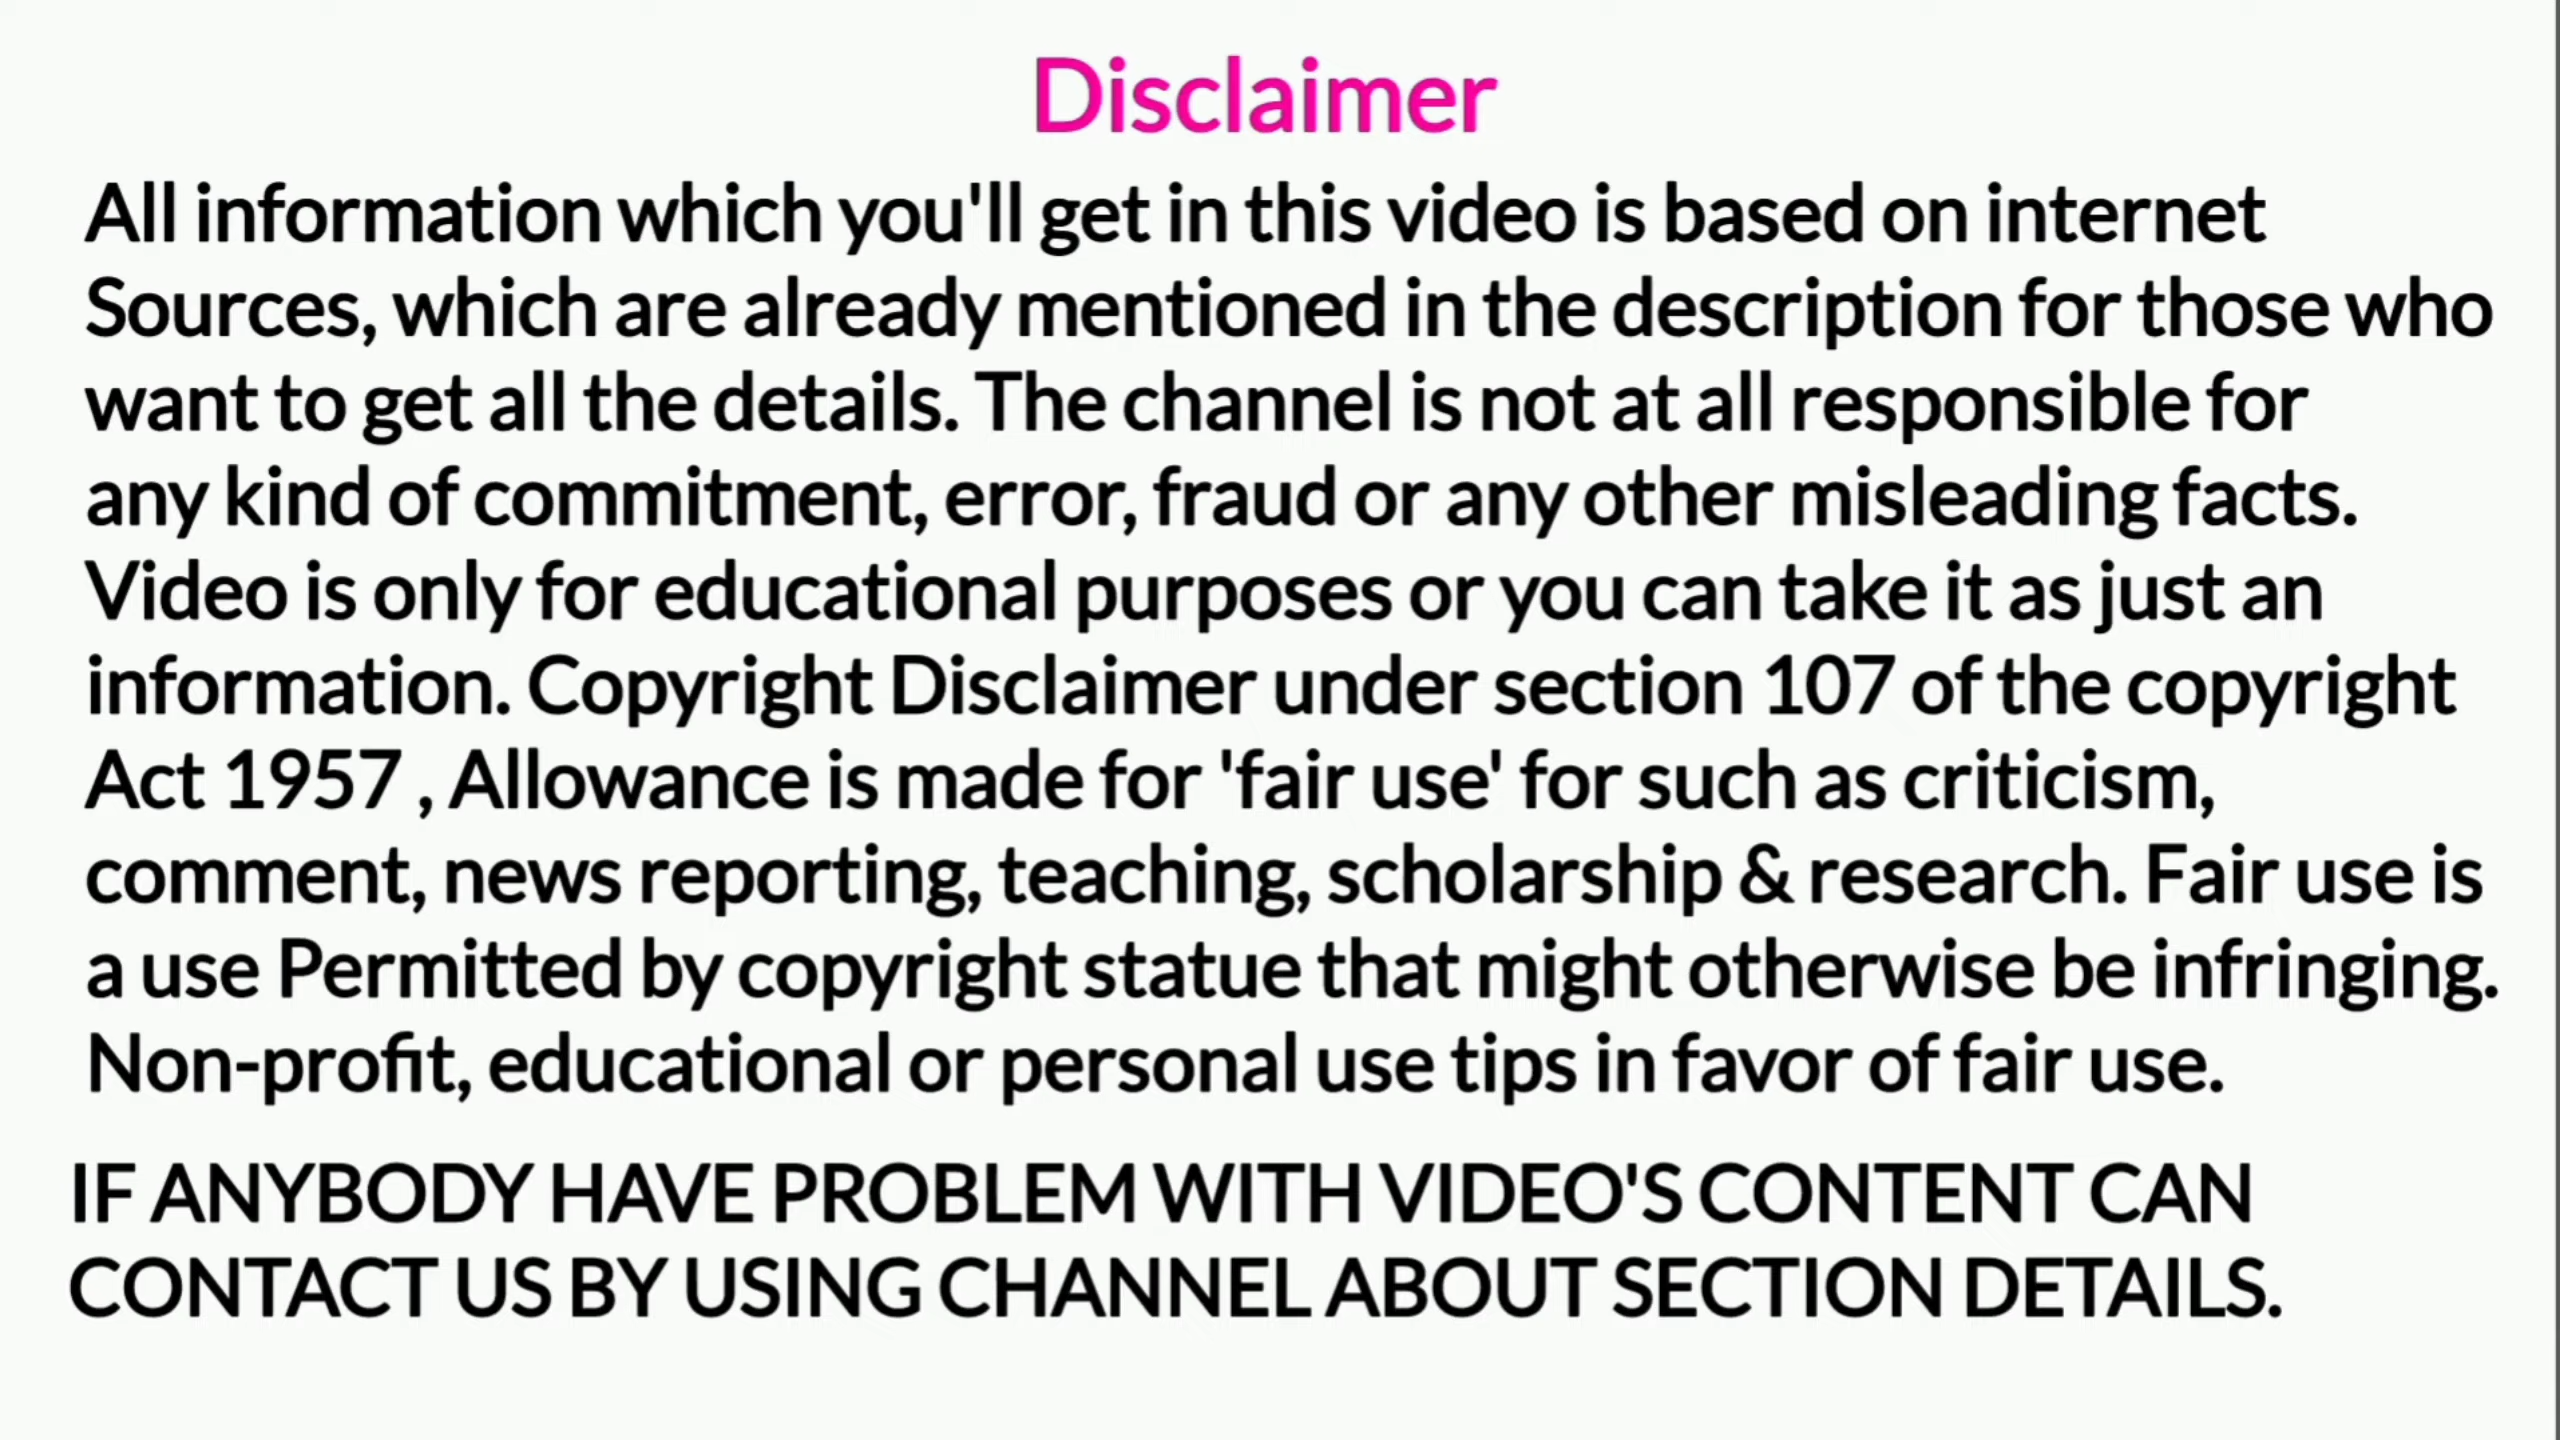 Disclaimer
All information which you'll get in this video is based on internet
Sources, which are already mentioned in the description for those who
want to get all the details. The channel is not at all responsible for
any kind of commitment, error, fraud or any other misleading facts.
Video is only for educational purposes or you can take it as just an
information. Copyright Disclaimer under section 107 of the copyright
Act 1957 , Allowance is made for 'fair use' for such as criticism,
comment, news reporting, teaching, scholarship & research. Fair use is
a use Permitted by copyright statue that might otherwise be infringing.
Non-profit, educational or personal use tips in favor of fair use.
IF ANYBODY HAVE PROBLEM WITH VIDEO'S CONTENT CAN
CONTACT US BY USING CHANNEL ABOUT SECTION DETAILS.